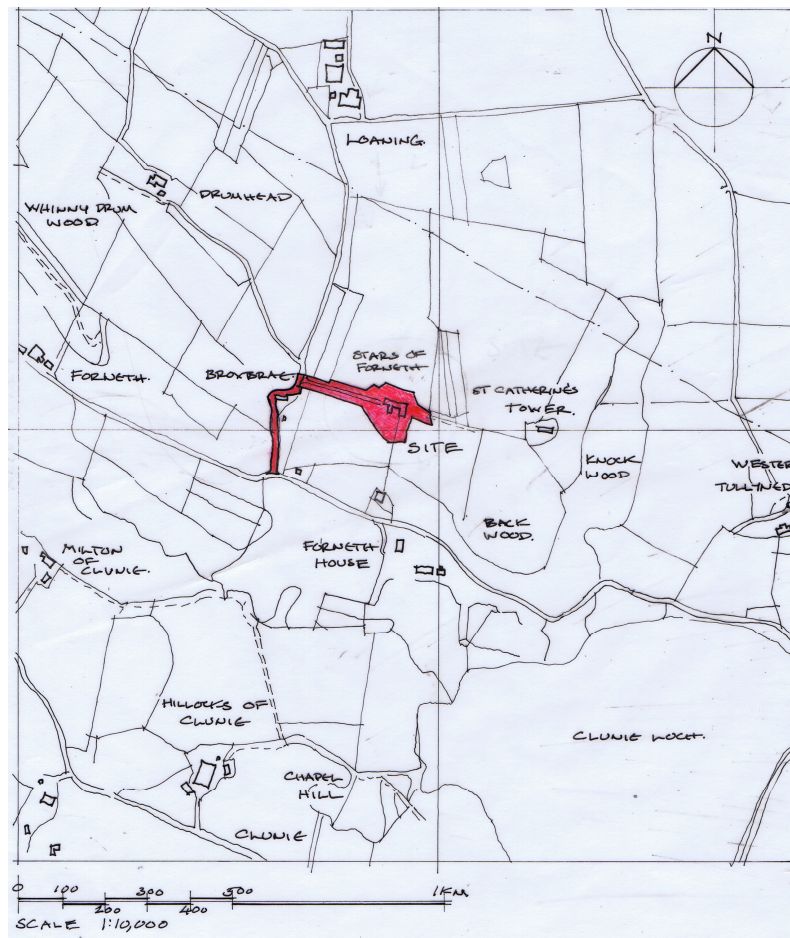 N
LOANING.
DRUMHEAD
WHINNY DRUM
WOOD.
STARS OF
FORNETH
FORNETH.
BROXBRAE.
ST CATHERINES
TOWER.
SITE
KNOCK
WOOD
WESTER
BACK
WOOD.
MILTON
OF
CLUNIE.
FORNETH
HOUSE
HILLOCKS OF
CLUNIE
CLUNIE LOCH.
CHAPEL
HILL
CLUNIE
0 100 300 500 1KM
200 400
SCALE 1:10,000